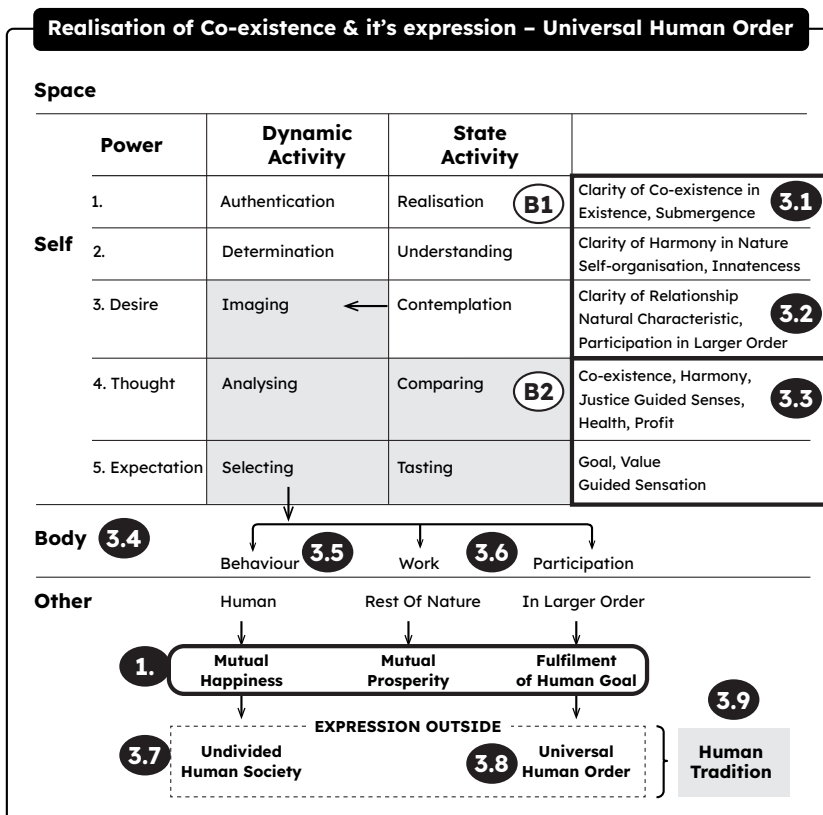 Realisation of Co-existence & it's expression – Universal Human Order
Space
Power
Dynamic
Activity
State
Activity
1.
Authentication
Realisation
B1
Clarity of Co-existence in
Existence, Submergence
3.1
Self
2.
Determination
Understanding
Clarity of Harmony in Nature
Self-organisation, Innatencess
3. Desire
Imaging
Contemplation
Clarity of Relationship
Natural Characteristic,
Participation in Larger Order
3.2
4. Thought
Analysing
Comparing
B2
Co-existence, Harmony,
Justice Guided Senses,
Health, Profit
3.3
5. Expectation
Selecting
Tasting
Goal, Value
Guided Sensation
Body
3.4
Behaviour
3.5
Work
3.6
Participation
Other
Human
Rest Of Nature
In Larger Order
1.
Mutual
Happiness
Mutual
Prosperity
Fulfilment
of Human Goal
EXPRESSION OUTSIDE
3.7
Undivided
Human Society
3.8
Universal
Human Order
3.9
Human
Tradition